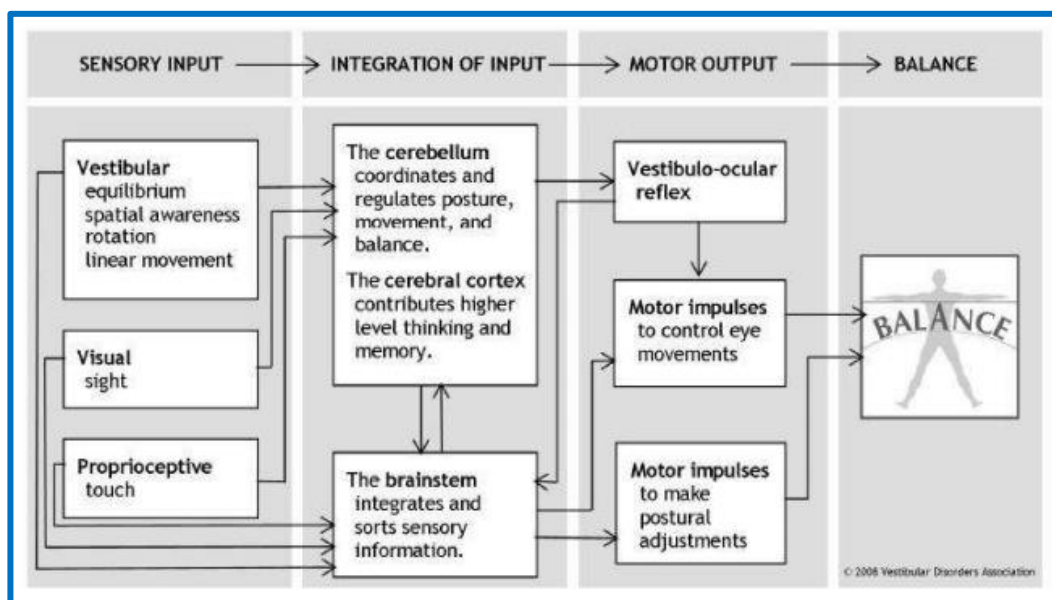 SENSORY INPUT
INTEGRATION OF INPUT
MOTOR OUTPUT
BALANCE
Vestibular
equilibrium
spatial awareness
rotation
linear movement
Visual
sight
Proprioceptive
touch
The cerebellum
coordinates and
regulates posture,
movement, and
balance.
The cerebral cortex
contributes higher
level thinking and
memory.
The brainstem
integrates and
sorts sensory
information.
Vestibulo-ocular
reflex
Motor impulses
to control eye
movements
Motor impulses
to make
postural
adjustments
BALANCE
© 2008 Vestibular Disorders Association